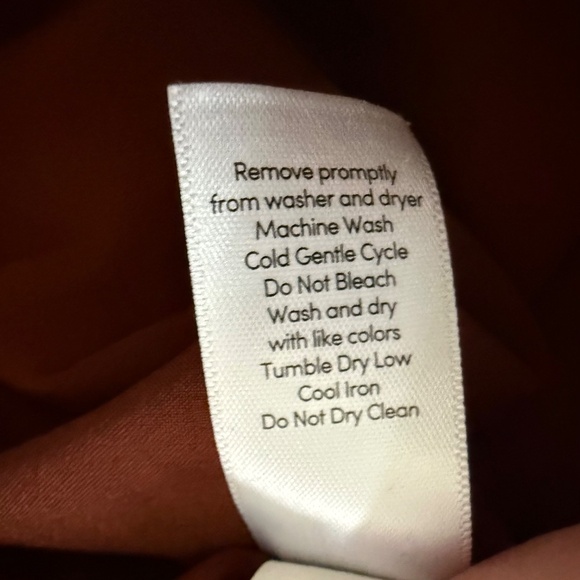 Remove promptly
from washer and dryer
Machine Wash
Cold Gentle Cycle
Do Not Bleach
Wash and dry
with like colors
Tumble Dry Low
Cool Iron
Do Not Dry Clean